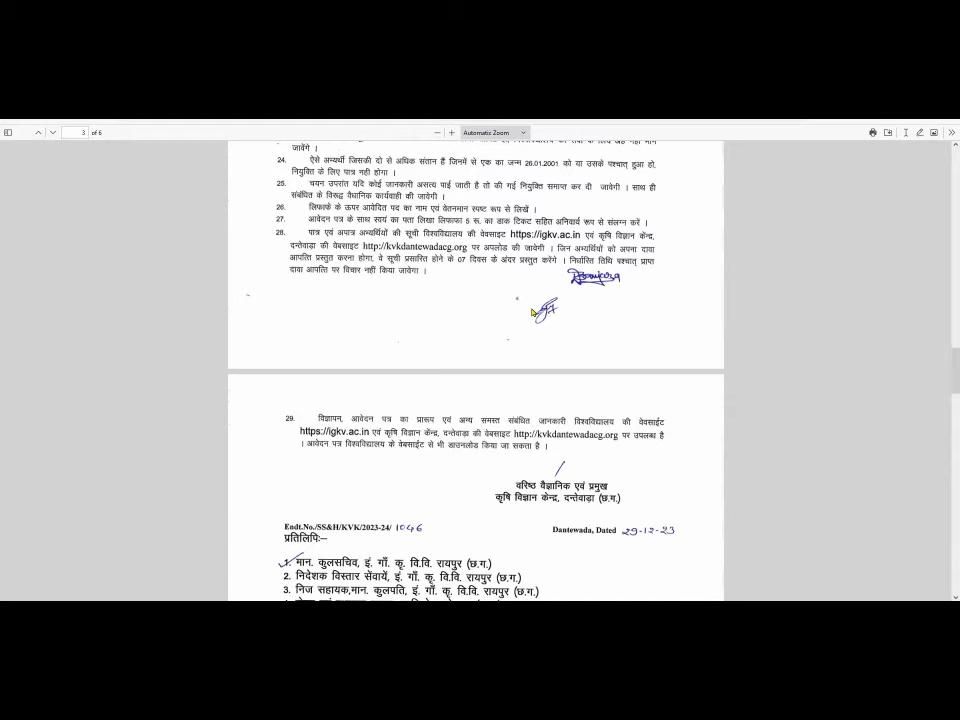 3 of 6
Automatic Zoom
जावेंगे ।
24. ऐसे अभ्यर्थी जिसकी दो से अधिक संतान हैं जिनमें से एक का जन्म 26.01.2001 को या उसके पश्चात् हुआ हो,
नियुक्ति के लिए पात्र नही होगा ।
25. चयन उपरांत यदि कोई जानकारी असत्य पाई जाती है तो की गई नियुक्ति समाप्त कर दी जावेगी । साथ ही
संबंधित के विरूद्व वैधानिक कार्यवाही की जावेगी ।
26. लिफाफे के ऊपर आवेदित पद का नाम एवं वेतनमान स्पष्ट रूप से लिखें ।
27. आवेदन पत्र के साथ स्वयं का पता लिखा लिफाफा 5 रू. का डाक टिकट सहित अनिवार्य रूप से संलग्न करें ।
28. पात्र एवं अपात्र अभ्यर्थियों की सूची विश्वविद्यालय की वेवसाइट https://igkv.ac.in एवं कृषि विज्ञान केन्द्र,
दन्तेवाड़ा की वेबसाइट http://kvkdantewadacg.org पर अपलोड की जावेगी । जिन अभ्यर्थियों को अपना दावा
आपत्ति प्रस्तुत करना होगा, वे सूची प्रसारित होने के 07 दिवस के अंदर प्रस्तुत करेंगे । निर्धारित तिथि पश्चात् प्राप्त
दावा आपत्ति पर विचार नहीं किया जावेगा ।
29. विज्ञापन, आवेदन पत्र का प्रारूप एवं अन्य समस्त संबंधित जानकारी विश्वविद्यालय की वेवसाईट
https://igkv.ac.in एवं कृषि विज्ञान केन्द्र, दन्तेवाड़ा की वेबसाइट http://kvkdantewadacg.org पर उपलब्ध है
। आवेदन पत्र विश्वविद्यालय के वेबसाईट से भी डाउनलोड किया जा सकता है ।
वरिष्ठ वैज्ञानिक एवं प्रमुख
कृषि विज्ञान केन्द्र, दन्तेवाड़ा (छ.ग.)
Endt.No./SS&H/KVK/2023-24/ 1046 Dantewada, Dated 29-12-23
प्रतिलिपिः–
1. मान. कुलसचिव, इं. गाँ. कृ. वि.वि. रायपुर (छ.ग.)
2. निदेशक विस्तार सेंवायें, इं. गाँ. कृ. वि.वि. रायपुर (छ.ग.)
3. निज सहायक,मान. कुलपति, इं. गाँ. कृ. वि.वि. रायपुर (छ.ग.)